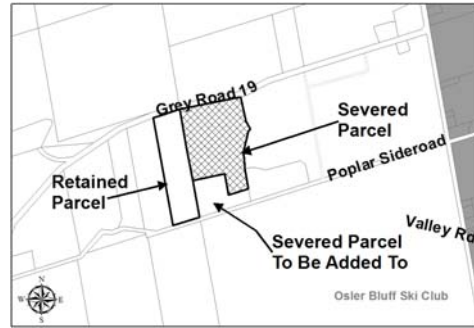 Grey Road 19
Severed
Parcel
Poplar Sideroad
Retained
Parcel
Valley Ro
Severed Parcel
To Be Added To
Osler Bluff Ski Club
N
W
E
S